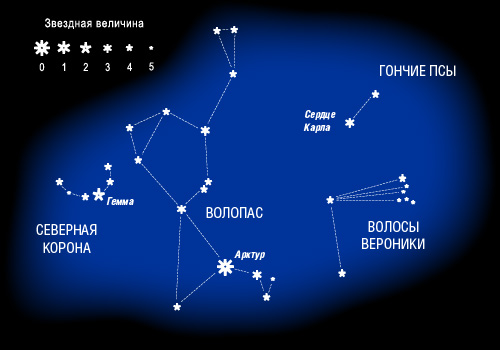 Звездная величина
0 1 2 3 4 5
ГОНЧИЕ ПСЫ
Сердце
Карла
Гемма
ВОЛОПАС
СЕВЕРНАЯ
КОРОНА
ВОЛОСЫ
ВЕРОНИКИ
Арктур